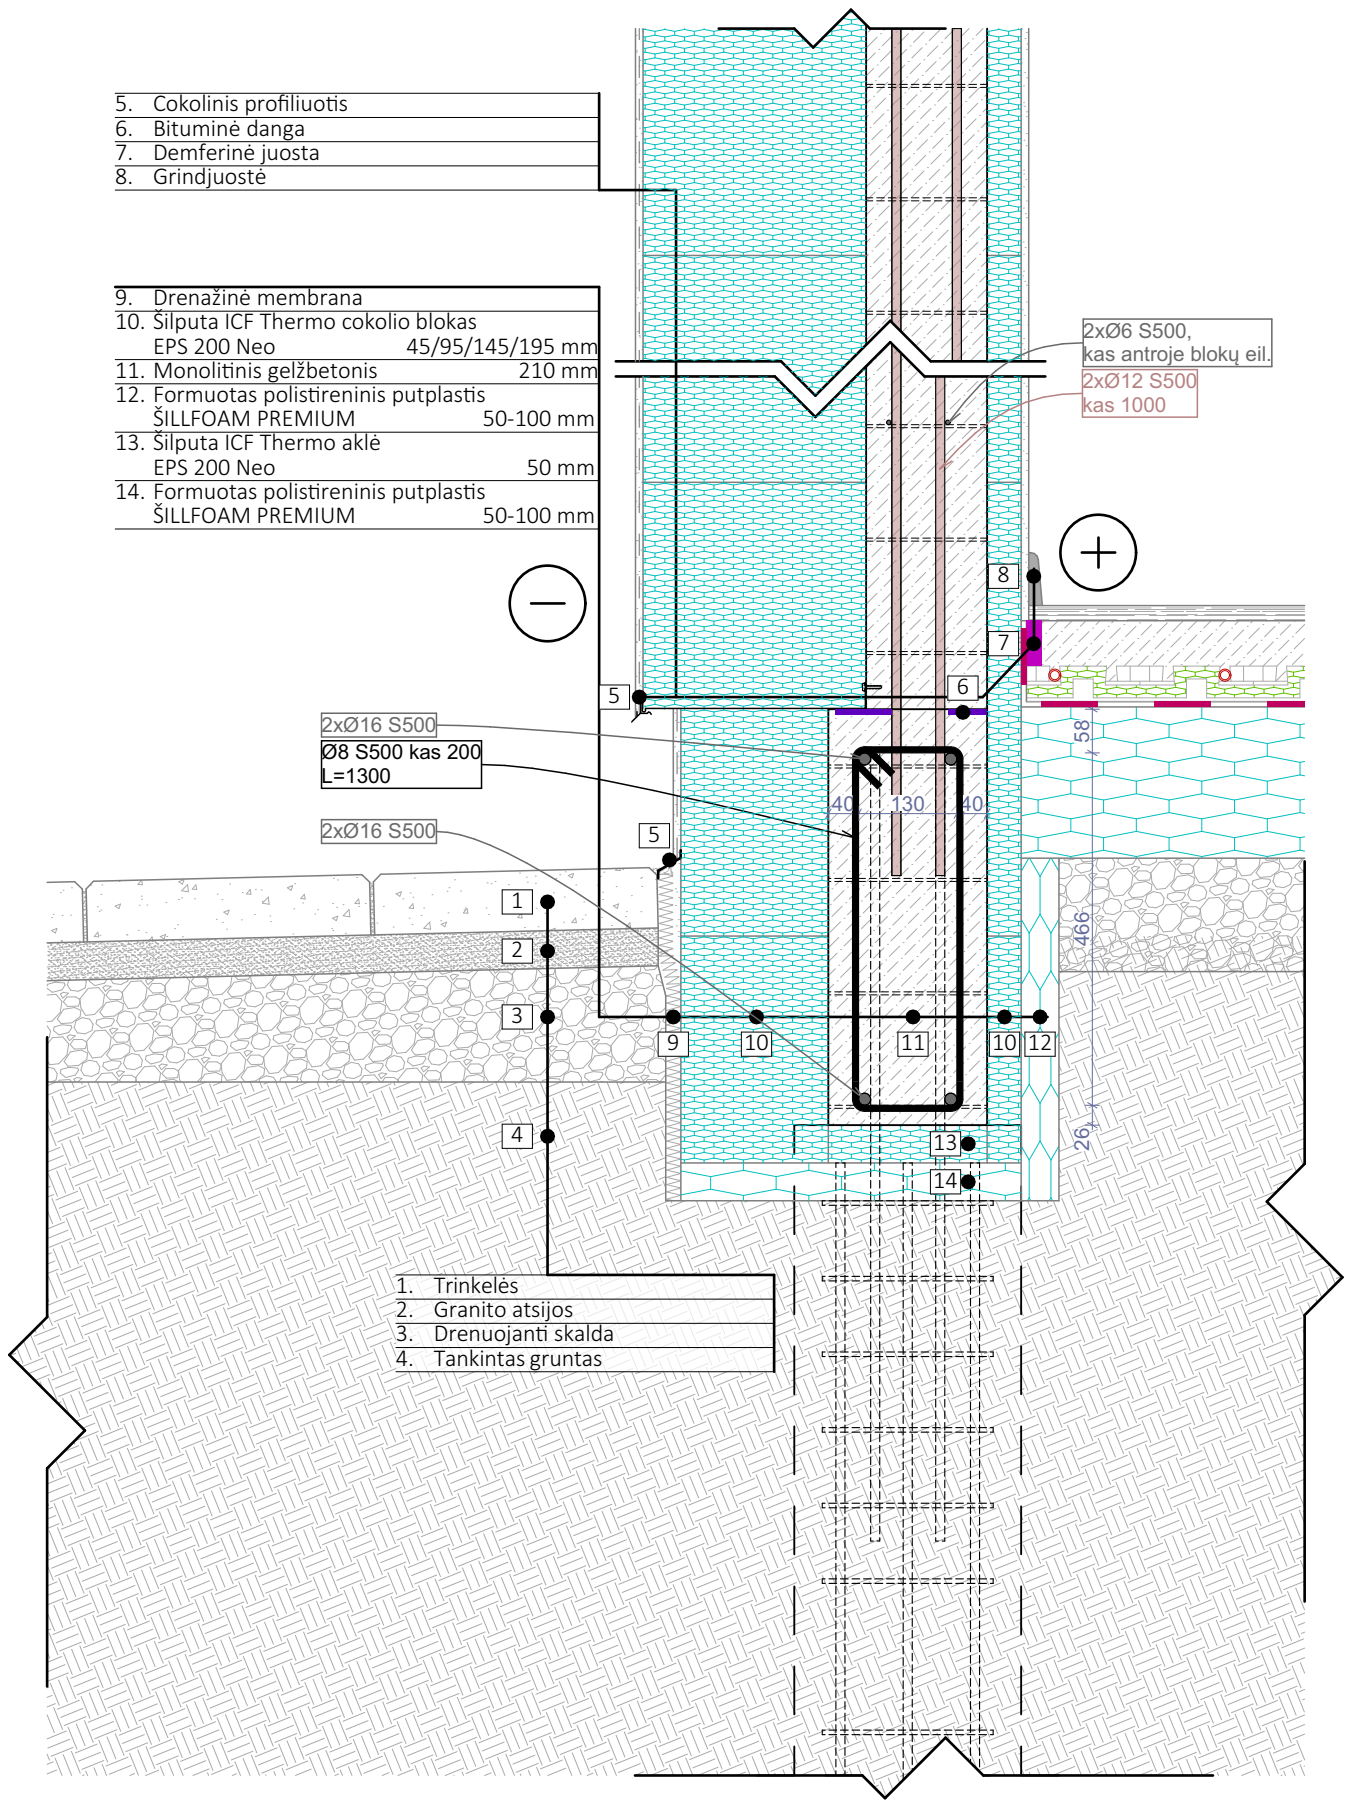 5. Cokolinis profiliuotis
6. Bituminė danga
7. Demferinė juosta
8. Grindjuostė
9. Drenažinė membrana
10. Šilputa ICF Thermo cokolio blokas
EPS 200 Neo 45/95/145/195 mm
11. Monolitinis gelžbetonis 210 mm
12. Formuotas polistireninis putplastis
ŠILLFOAM PREMIUM 50-100 mm
13. Šilputa ICF Thermo aklė
EPS 200 Neo 50 mm
14. Formuotas polistireninis putplastis
ŠILLFOAM PREMIUM 50-100 mm
2xØ6 S500,
kas antroje blokų eil.
2xØ12 S500
kas 1000
8
7
5
6
2xØ16 S500
Ø8 S500 kas 200
L=1300
58
40 130 40
2xØ16 S500
5
1
2
466
3
9 10 11 10 12
4
13
26
14
1. Trinkelės
2. Granito atsijos
3. Drenuojanti skalda
4. Tankintas gruntas